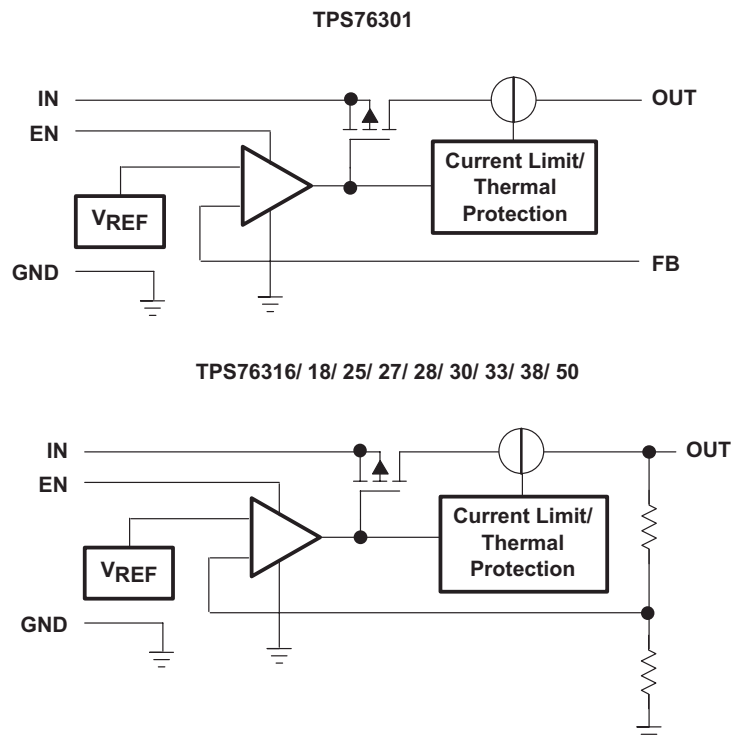 TPS76301
IN
OUT
EN
Current Limit/
Thermal
Protection
VREF
FB
GND
TPS76316/ 18/ 25/ 27/ 28/ 30/ 33/ 38/ 50
IN
OUT
EN
Current Limit/
Thermal
Protection
VREF
GND